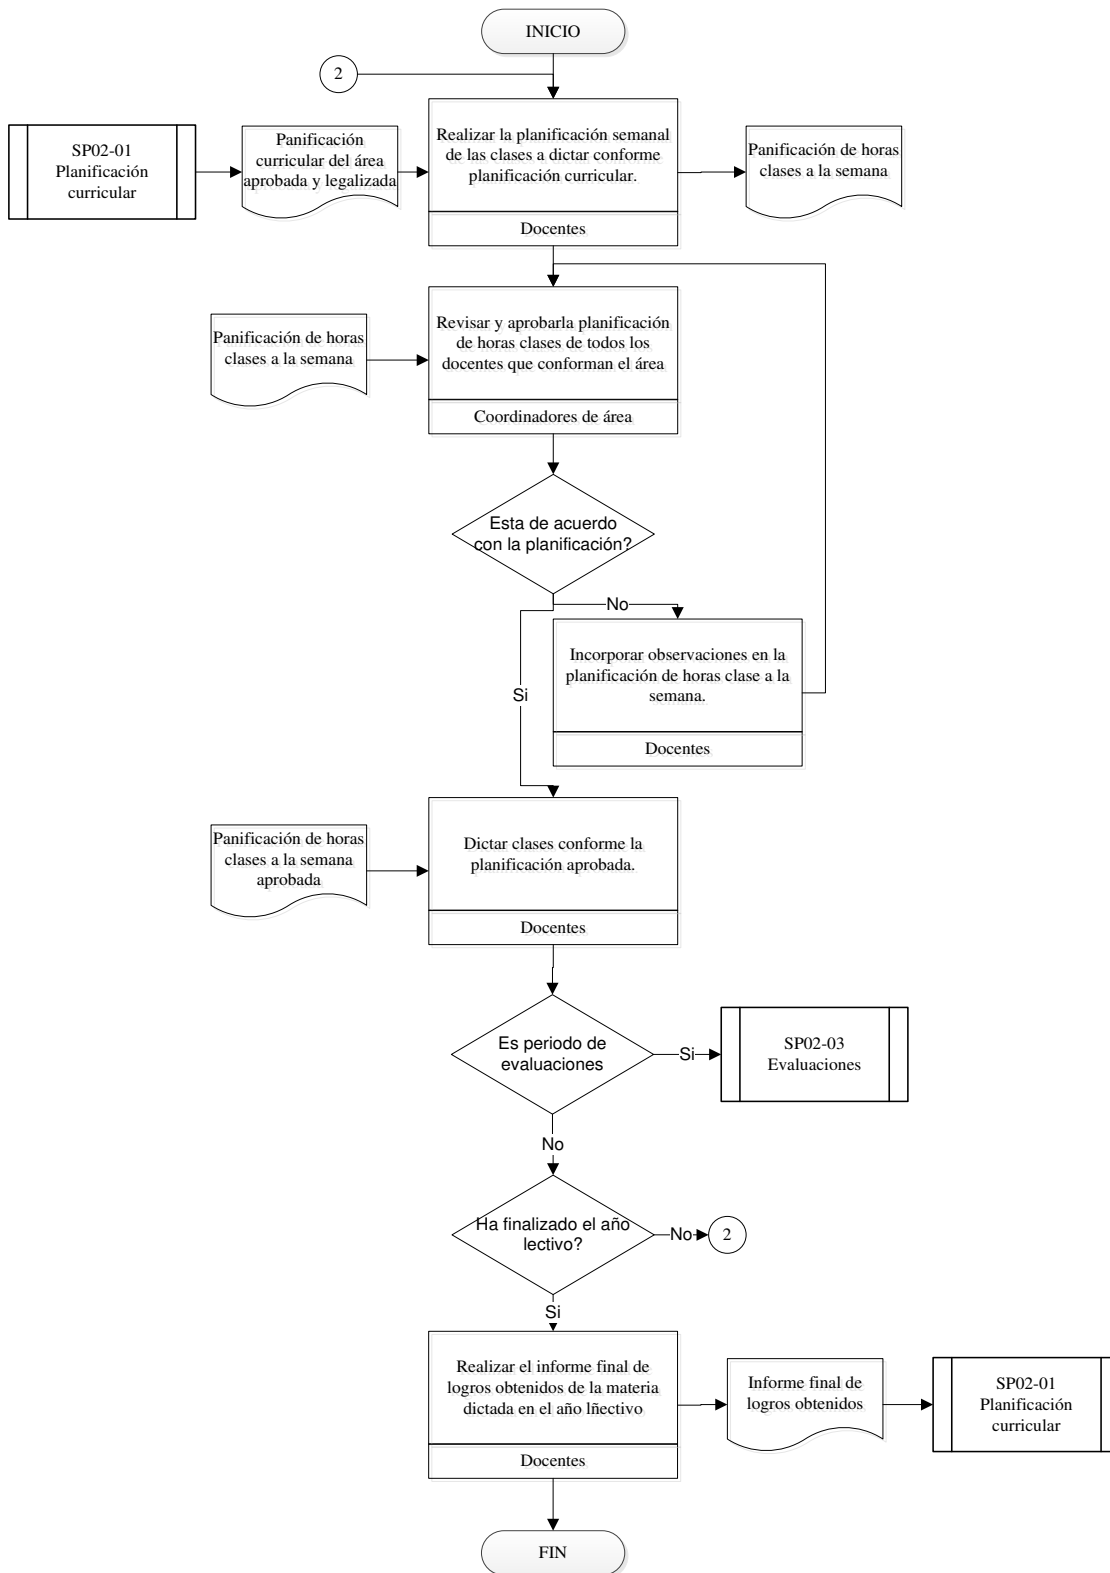 INICIO
2
SP02-01
Planificación
curricular
Panificación
curricular del área
aprobada y legalizada
Realizar la planificación semanal
de las clases a dictar conforme
planificación curricular.
Docentes
Panificación de horas
clases a la semana
Panificación de horas
clases a la semana
Revisar y aprobarla planificación
de horas clases de todos los
docentes que conforman el área
Coordinadores de área
Esta de acuerdo
con la planificación?
No
Si
Incorporar observaciones en la
planificación de horas clase a la
semana.
Docentes
Panificación de horas
clases a la semana
aprobada
Dictar clases conforme la
planificación aprobada.
Docentes
Es periodo de
evaluaciones
Si
SP02-03
Evaluaciones
No
Ha finalizado el año
lectivo?
No
2
Si
Realizar el informe final de
logros obtenidos de la materia
dictada en el año lñectivo
Docentes
Informe final de
logros obtenidos
SP02-01
Planificación
curricular
FIN